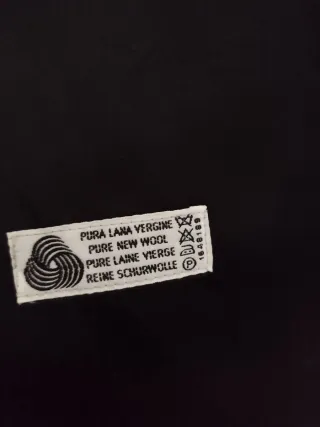 PURA LANA VERGINE
PURE NEW WOOL
PURE LAINE VIERGE
REINE SCHURWOLLE
P